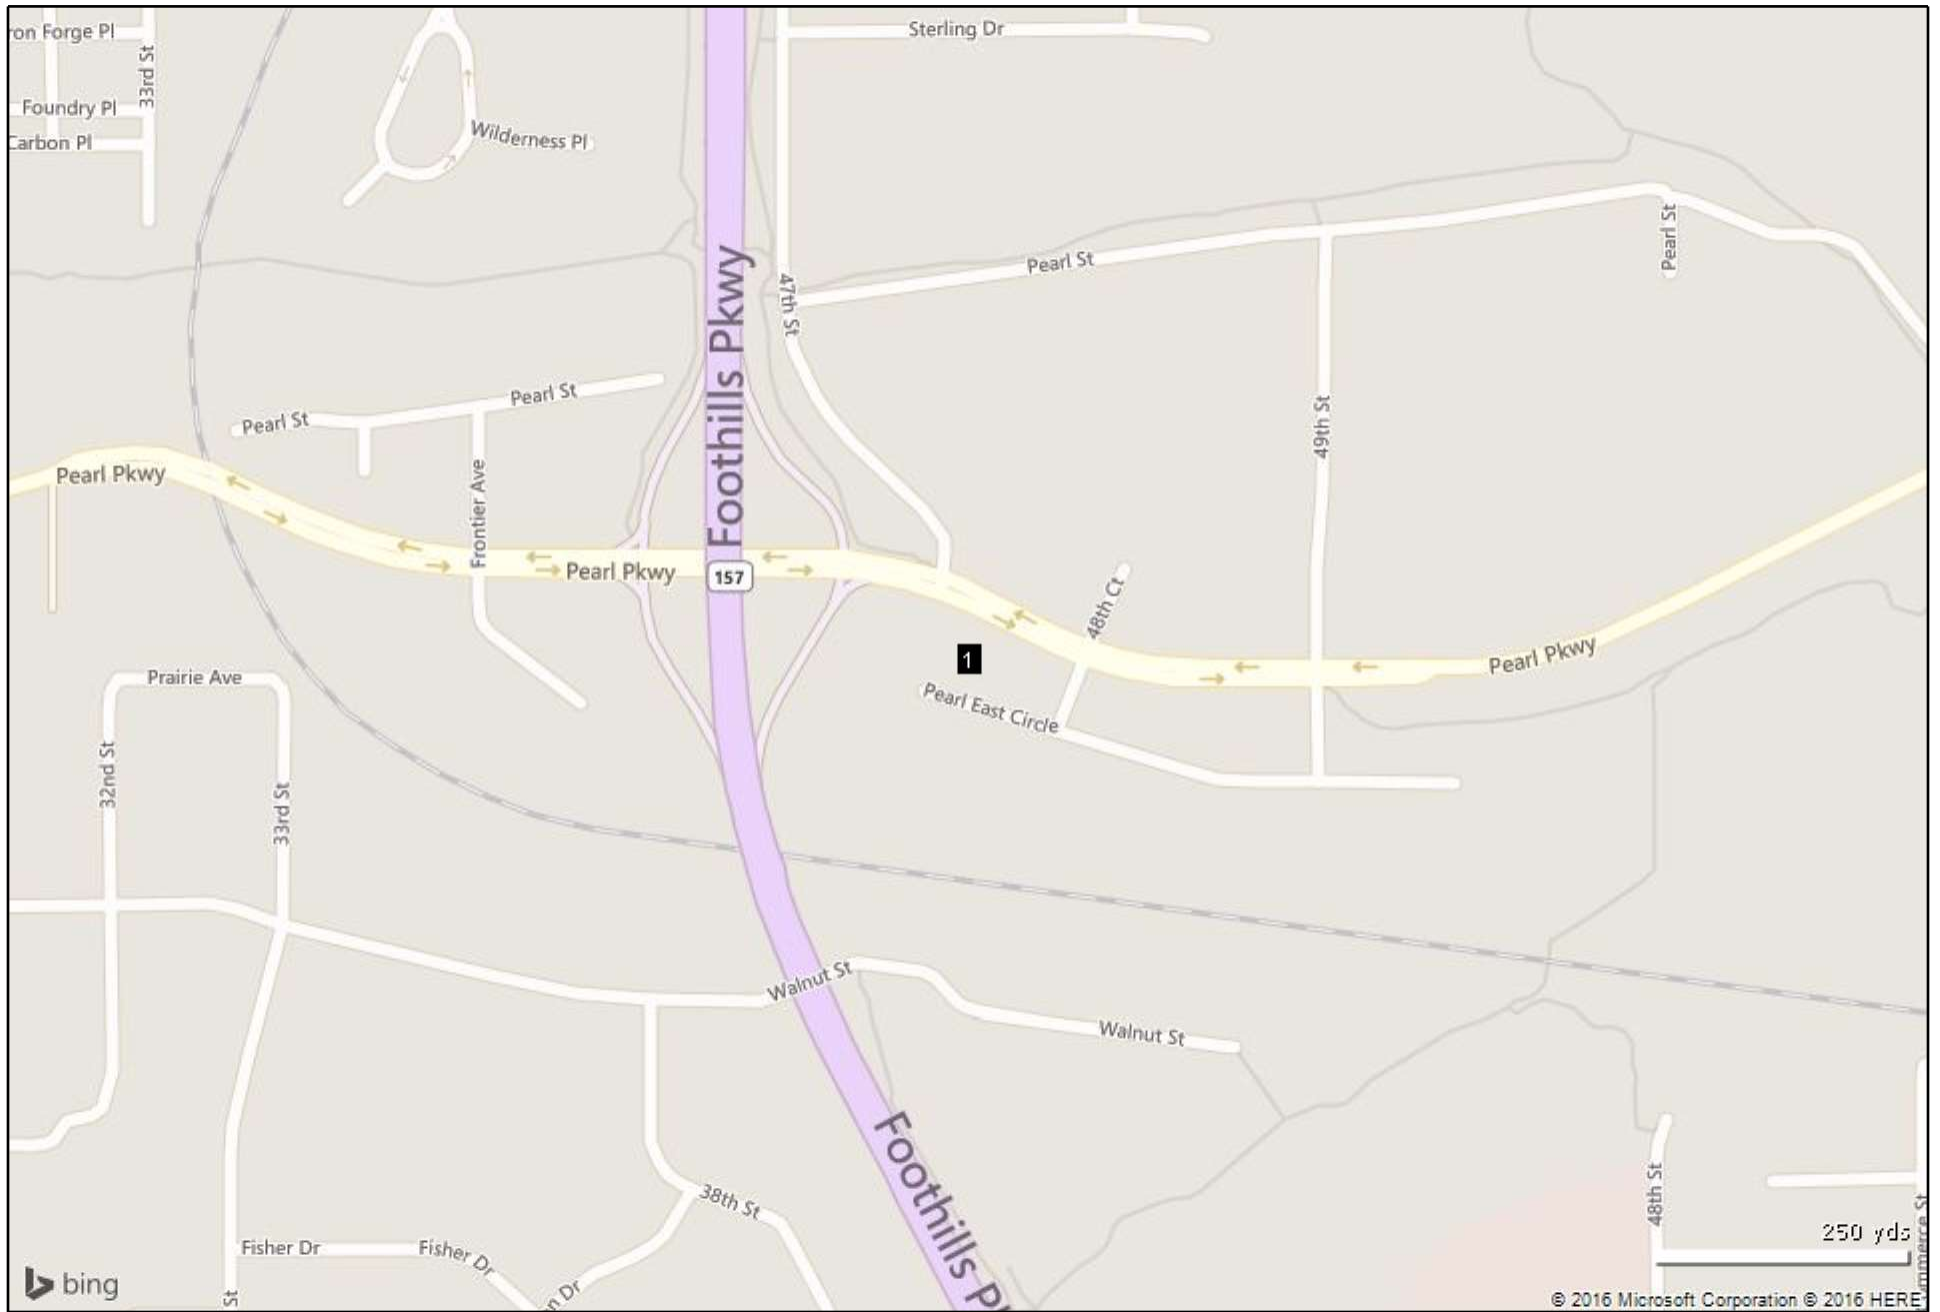 ron Forge Pl
33rd St
Sterling Dr
Foundry Pl
Carbon Pl
Wilderness Pl
Pearl St
Pearl St
47th St
Foothills Pkwy
Pearl St
Pearl St
49th St
Pearl Pkwy
Frontier Ave
Pearl Pkwy
157
48th Ct
1
Pearl Pkwy
Pearl East Circle
Prairie Ave
32nd St
33rd St
Walnut St
Walnut St
Foothills P
38th St
48th St
mmerce St
250 yds
Fisher Dr
Fisher Dr
n Dr
St
bing
© 2016 Microsoft Corporation © 2016 HERE